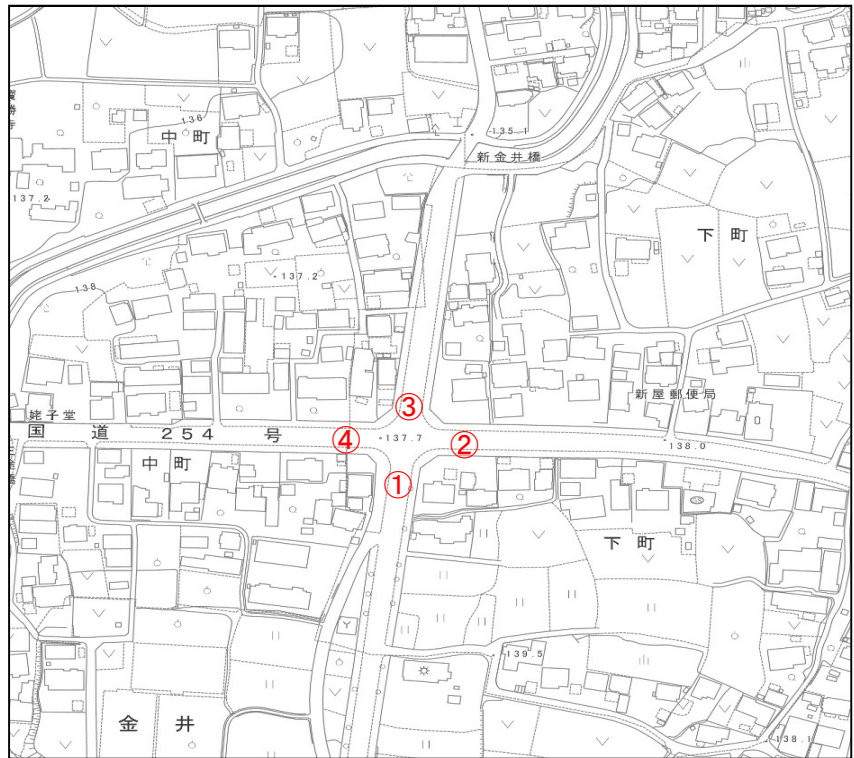 136
中町
135.1
新金井橋
137.2
下町
137.2
138
新屋郵便局
姥子堂
国道254号
③
④
137.7
②
138.0
中町
①
下町
139.5
金井
138.1